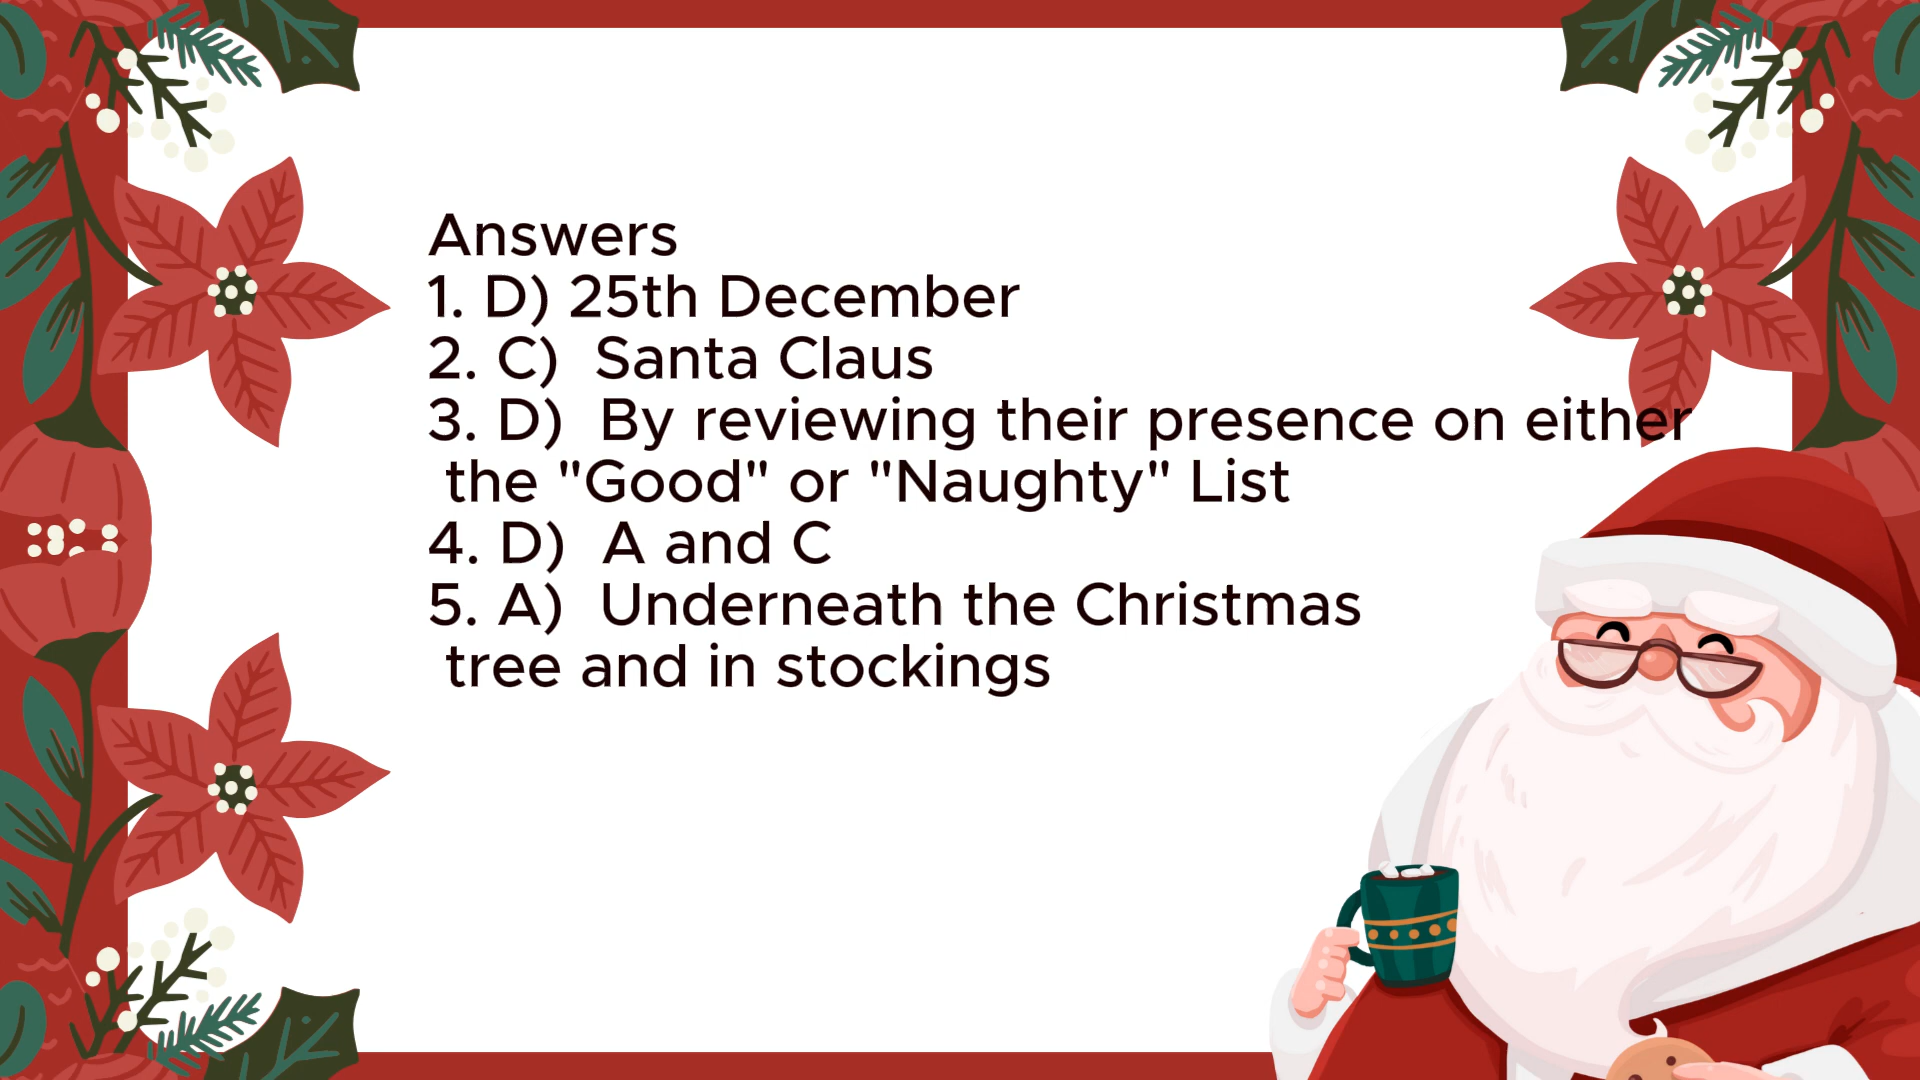 Answers
1. D) 25th December
2. C) Santa Claus
3. D) By reviewing their presence on either
the "Good" or "Naughty" List
4. D) A and C
5. A) Underneath the Christmas
tree and in stockings